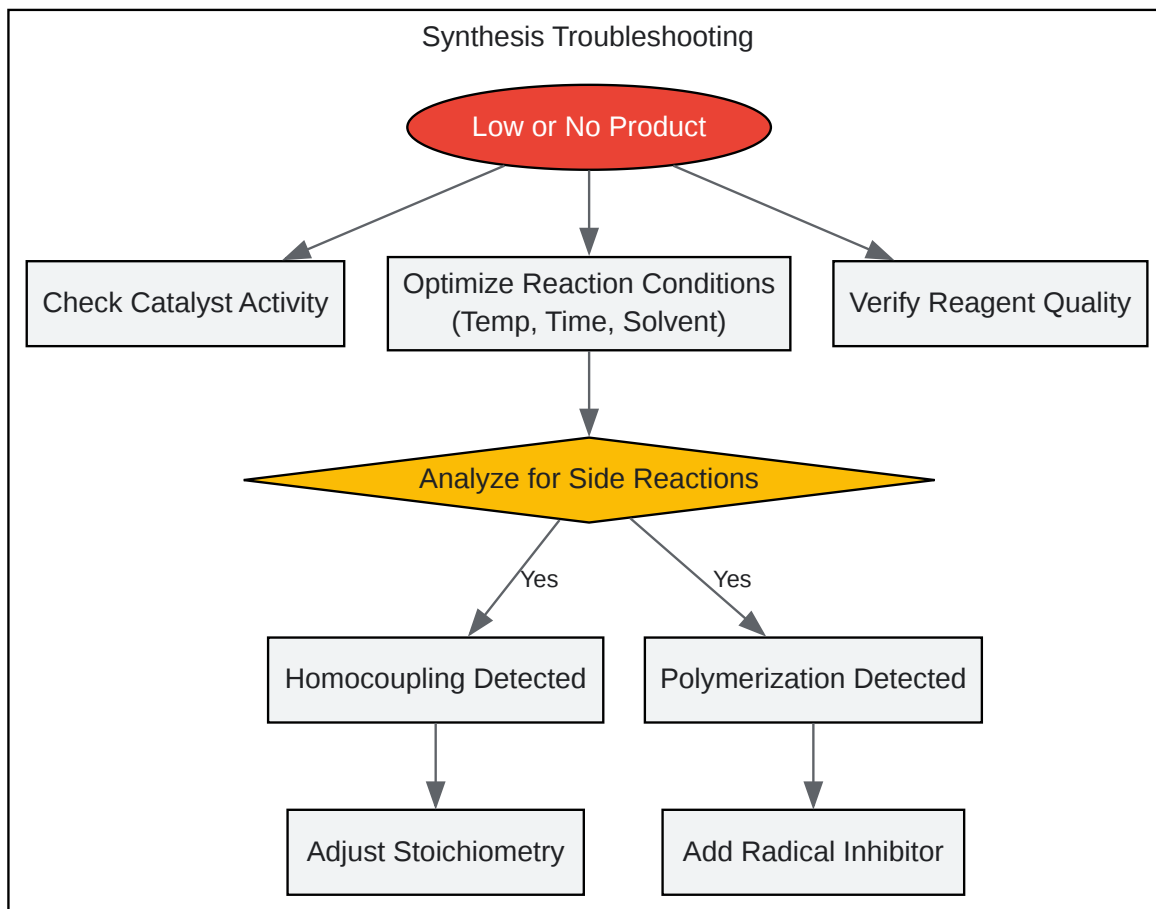 Synthesis Troubleshooting
Low or No Product
Check Catalyst Activity
Optimize Reaction Conditions
(Temp, Time, Solvent)
Verify Reagent Quality
Analyze for Side Reactions
Yes
Yes
Homocoupling Detected
Polymerization Detected
Adjust Stoichiometry
Add Radical Inhibitor